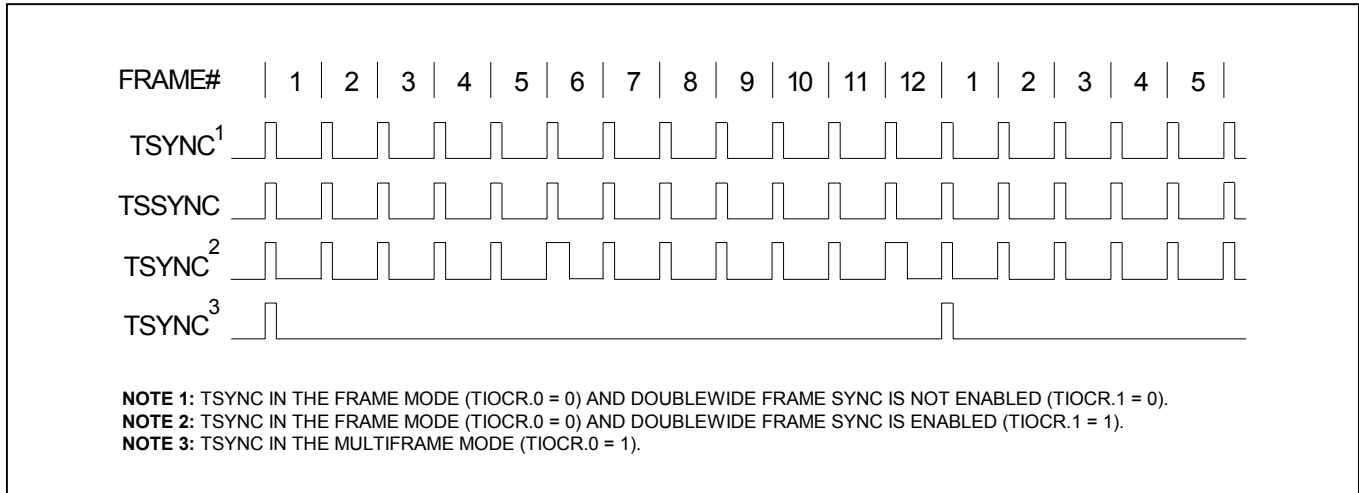 FRAME# 1 2 3 4 5 6 7 8 9 10 11 12 1 2 3 4 5
TSYNC1
TSSYNC
TSYNC2
TSYNC3
NOTE 1: TSYNC IN THE FRAME MODE (TIOCR.0 = 0) AND DOUBLEWIDE FRAME SYNC IS NOT ENABLED (TIOCR.1 = 0).
NOTE 2: TSYNC IN THE FRAME MODE (TIOCR.0 = 0) AND DOUBLEWIDE FRAME SYNC IS ENABLED (TIOCR.1 = 1).
NOTE 3: TSYNC IN THE MULTIFRAME MODE (TIOCR.0 = 1).